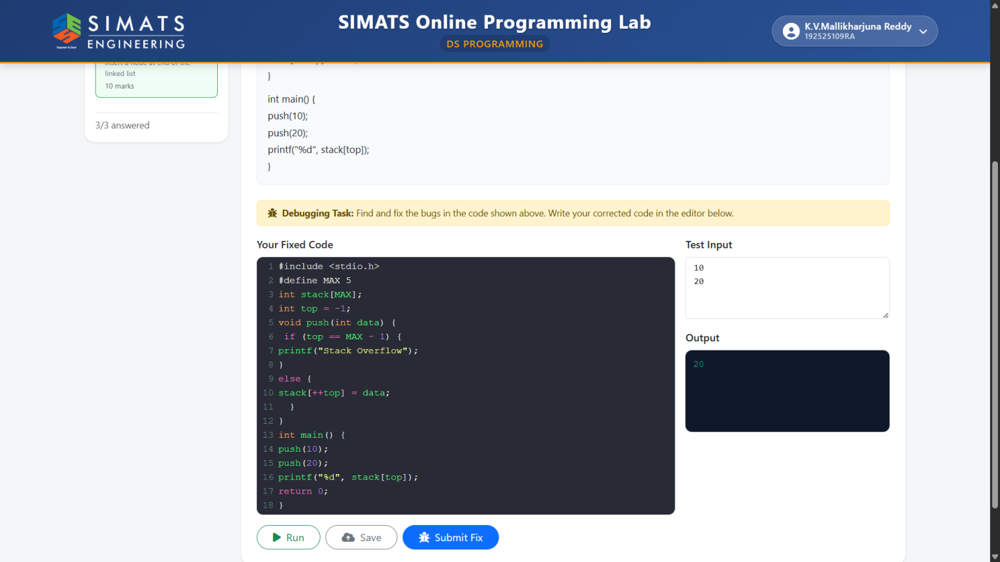 SIMATS
ENGINEERING
Engineer to Excel
SIMATS Online Programming Lab
DS PROGRAMMING
K.V.Mallikharjuna Reddy
192525109RA
insert a node at end of the
linked list
10 marks
3/3 answered
}
int main() {
push(10);
push(20);
printf("%d", stack[top]);
}
Debugging Task: Find and fix the bugs in the code shown above. Write your corrected code in the editor below.
Your Fixed Code
1 #include <stdio.h>
2 #define MAX 5
3 int stack[MAX];
4 int top = -1;
5 void push(int data) {
6  if (top == MAX - 1) {
7 printf("Stack Overflow");
8 }
9 else {
10 stack[++top] = data;
11   }
12 }
13 int main() {
14 push(10);
15 push(20);
16 printf("%d", stack[top]);
17 return 0;
18 }
Test Input
10
20
Output
20
Run
Save
Submit Fix